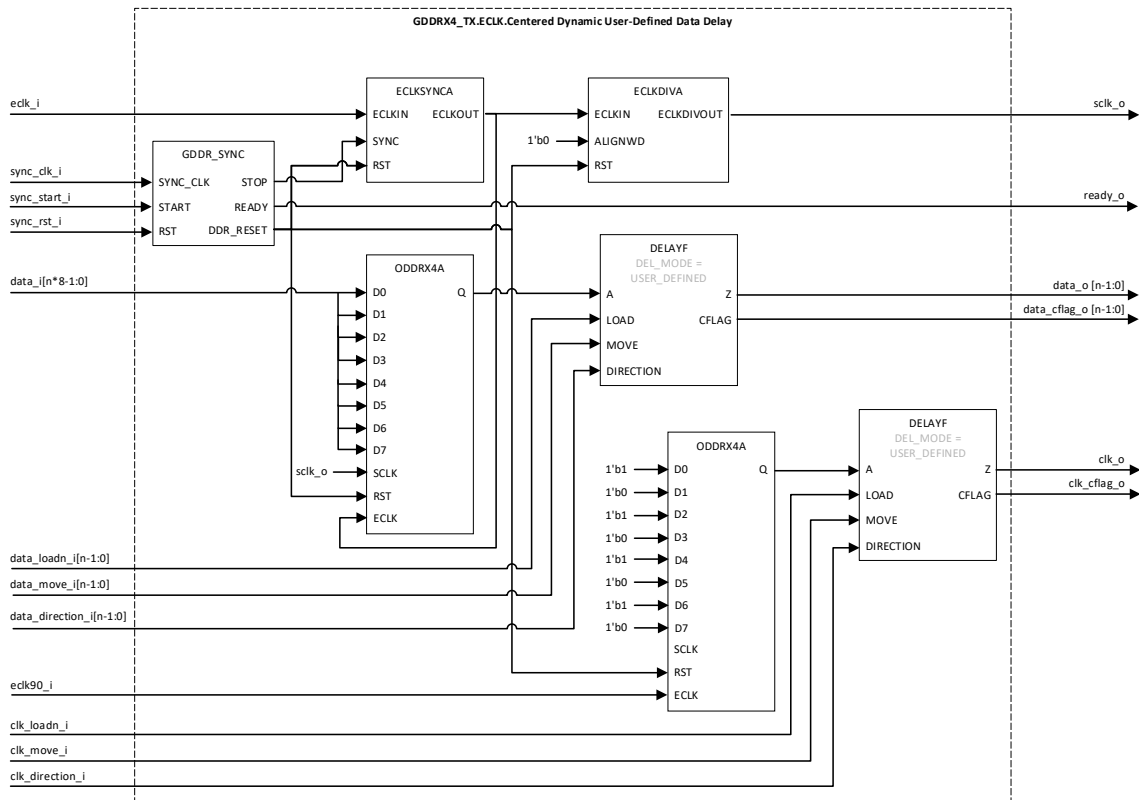 GDDRX4_TX.ECLK.Centered Dynamic User-Defined Data Delay
eclk_i
ECLKSYNCA
ECLKIN ECLKOUT
SYNC
RST
ECLKDIVA
ECLKIN ECLKDIVOUT
1'b0 ALIGNWD
RST
sclk_o
GDDR_SYNC
SYNC_CLK STOP
START READY
RST DDR_RESET
sync_clk_i
sync_start_i
sync_rst_i
ready_o
data_i[n*8-1:0]
ODDRX4A
D0 Q
D1
D2
D3
D4
D5
D6
D7
sclk_o SCLK
RST
ECLK
DELAYF
DEL_MODE =
USER_DEFINED
A Z
LOAD CFLAG
MOVE
DIRECTION
data_o [n-1:0]
data_cflag_o [n-1:0]
ODDRX4A
1'b1 D0 Q
1'b0 D1
1'b1 D2
1'b0 D3
1'b1 D4
1'b0 D5
1'b1 D6
1'b0 D7
SCLK
RST
ECLK
DELAYF
DEL_MODE =
USER_DEFINED
A Z
LOAD CFLAG
MOVE
DIRECTION
clk_o
clk_cflag_o
data_loadn_i[n-1:0]
data_move_i[n-1:0]
data_direction_i[n-1:0]
eclk90_i
clk_loadn_i
clk_move_i
clk_direction_i